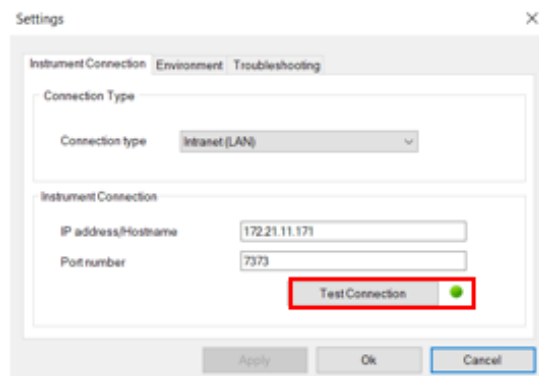 Settings
Instrument Connection Environment Troubleshooting
Connection Type
Connection type Intranet (LAN)
Instrument Connection
IP address/Hostname 172.21.11.171
Port number 7373
Test Connection
Apply Ok Cancel